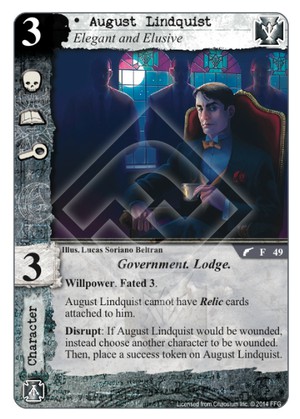 3
• August Lindquist
Elegant and Elusive
Illus. Lucas Soriano Beltran
F 49
3
Government. Lodge.
Willpower. Fated 3.
August Lindquist cannot have Relic cards
attached to him.
Disrupt: If August Lindquist would be wounded,
instead choose another character to be wounded.
Then, place a success token on August Lindquist.
Character
Licensed from Chaosium Inc. © 2014 FFG